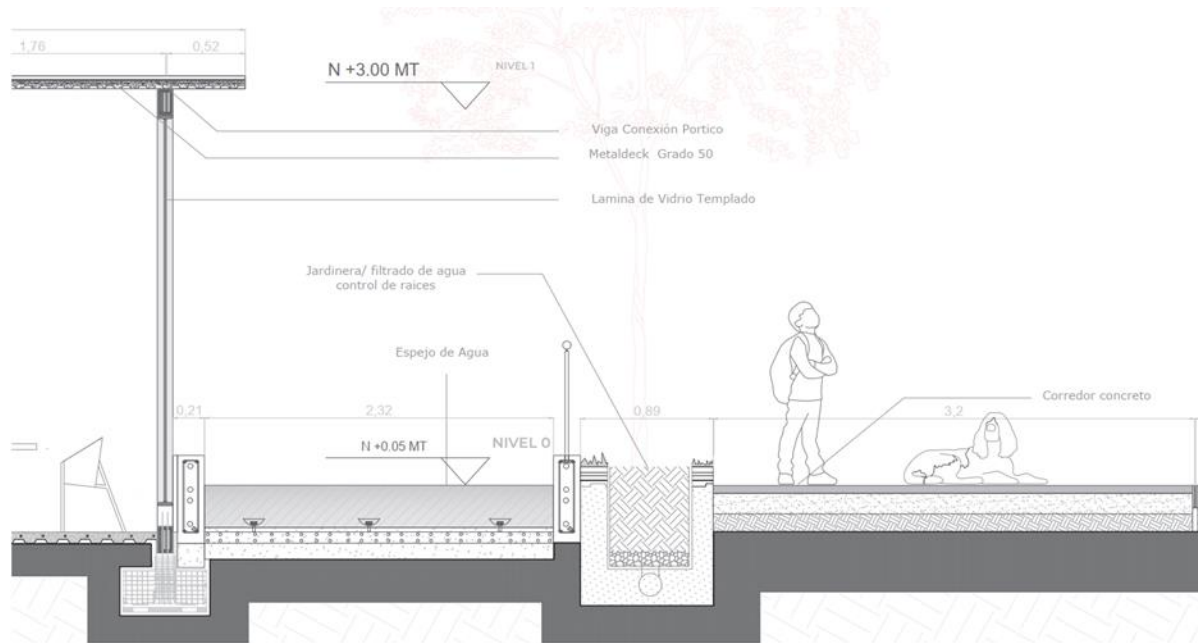 1,76
0,52
N +3.00 MT
NIVEL 1
Viga Conexión Portico
Metaldeck Grado 50
Lamina de Vidrio Templado
Jardinera/ filtrado de agua
control de raices
Espejo de Agua
Corredor concreto
0,21
2,32
0,89
3,2
N +0.05 MT
NIVEL 0